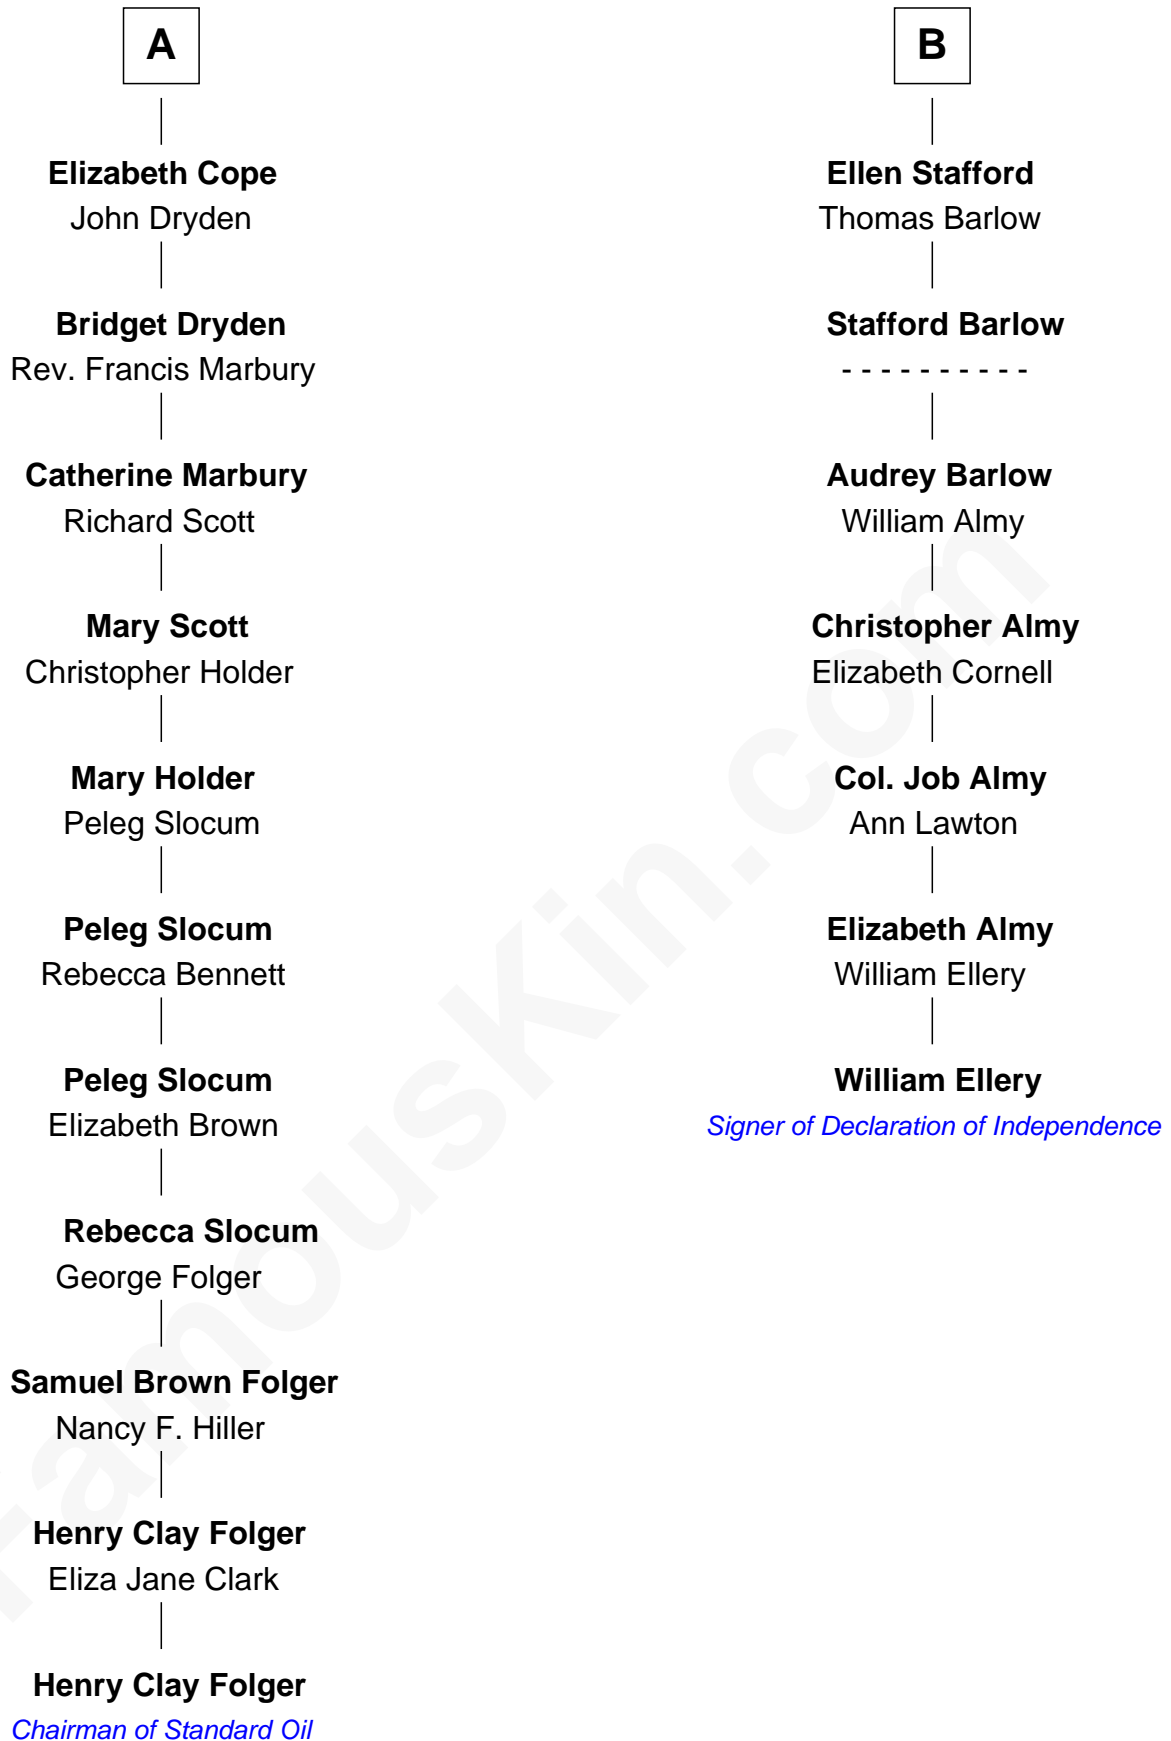 A
Elizabeth Cope
John Dryden
Bridget Dryden
Rev. Francis Marbury
Catherine Marbury
Richard Scott
Mary Scott
Christopher Holder
Mary Holder
Peleg Slocum
Peleg Slocum
Rebecca Bennett
Peleg Slocum
Elizabeth Brown
Rebecca Slocum
George Folger
Samuel Brown Folger
Nancy F. Hiller
Henry Clay Folger
Eliza Jane Clark
Henry Clay Folger
Chairman of Standard Oil
B
Ellen Stafford
Thomas Barlow
Stafford Barlow
- - - - - - - - - -
Audrey Barlow
William Almy
Christopher Almy
Elizabeth Cornell
Col. Job Almy
Ann Lawton
Elizabeth Almy
William Ellery
William Ellery
Signer of Declaration of Independence
FamousKin.com